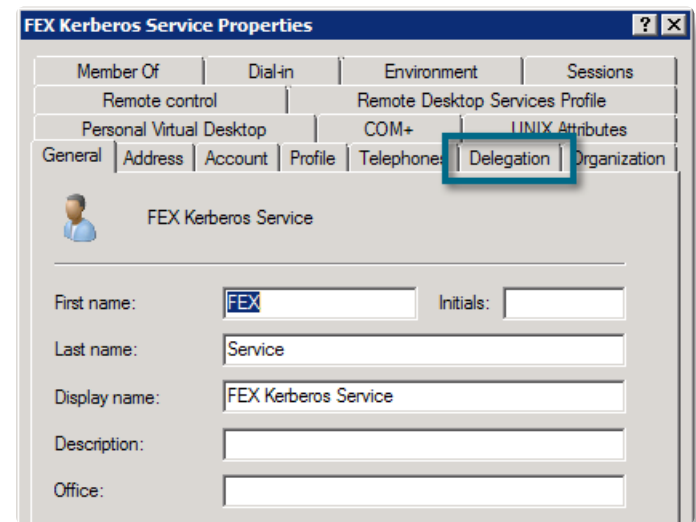 FEX Kerberos Service Properties
Member Of Dial-in Environment Sessions
Remote control Remote Desktop Services Profile
Personal Virtual Desktop COM+ UNIX Attributes
General Address Account Profile Telephones Delegation Organization
FEX Kerberos Service
First name: FEX Initials:
Last name: Service
Display name: FEX Kerberos Service
Description:
Office: